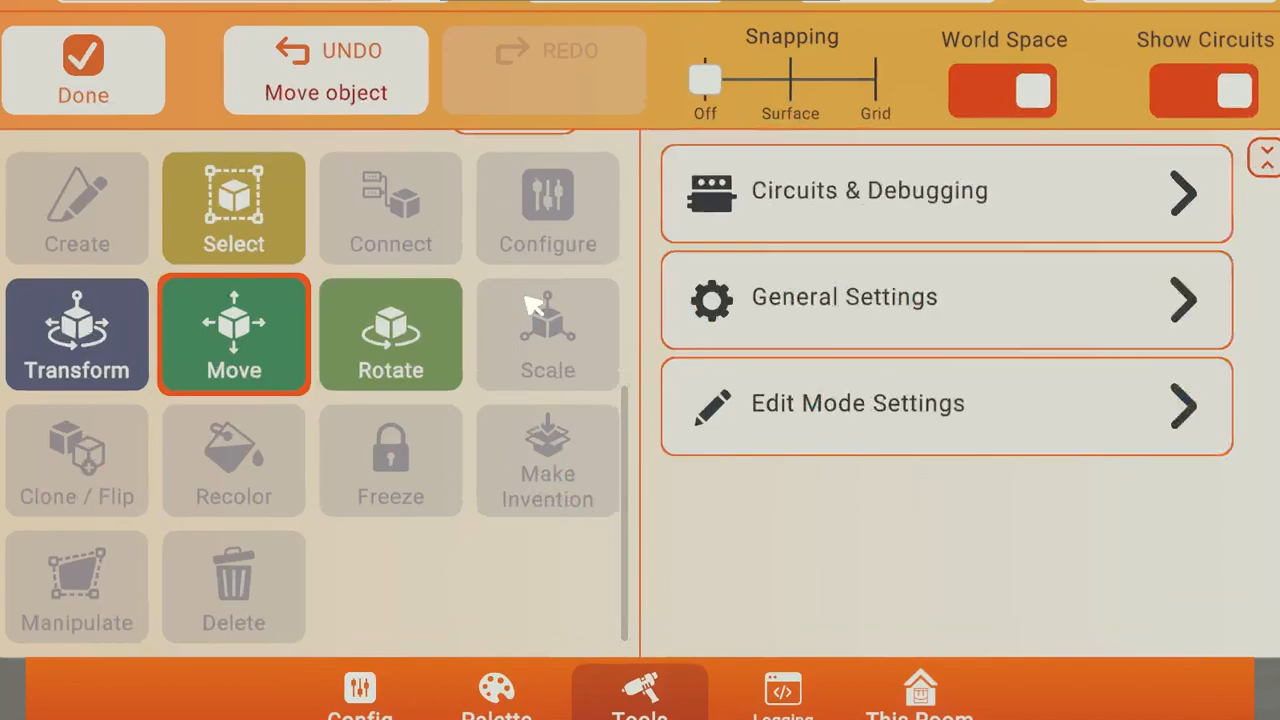 Done
UNDO
Move object
REDO
Snapping
Off
Surface
Grid
World Space
Show Circuits
Create
Select
Connect
Configure
Transform
Move
Rotate
Scale
Clone / Flip
Recolor
Freeze
Make
Invention
Manipulate
Delete
Circuits & Debugging
General Settings
Edit Mode Settings
Config
Palette
Tools
Logging
This Room